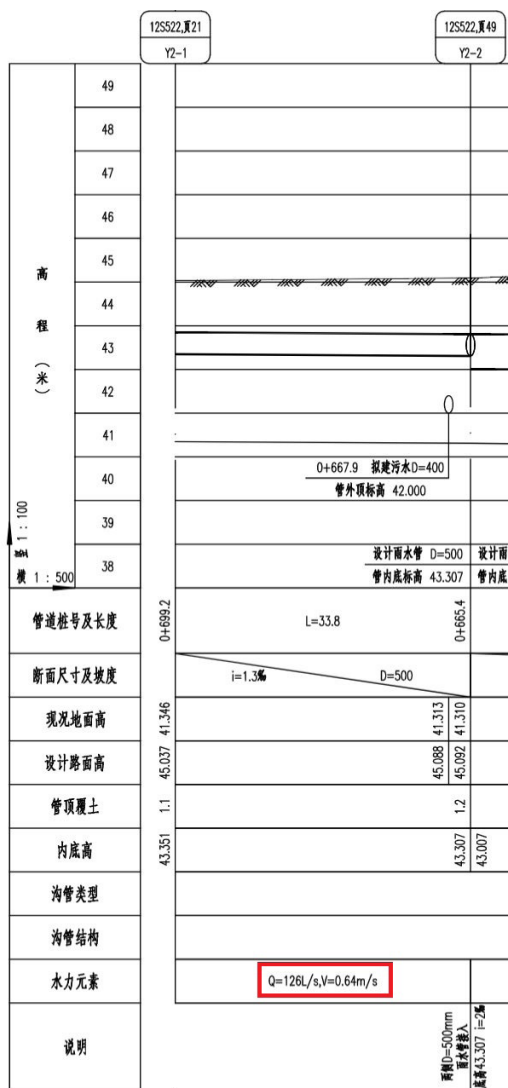 12S522,頁21
Y2-1
12S522,頁49
Y2-2
高程（米）
49
48
47
46
45
44
43
42
41
40
39
38
竖 1：100
横 1：500
0+667.9 拟建污水D=400
管外顶标高 42.000
设计雨水管 D=500
管内底标高 43.307
设计雨
管内底
管道桩号及长度
0+699.2
L=33.8
0+665.4
断面尺寸及坡度
i=1.3‰
D=500
现况地面高
41.346
41.313
41.310
设计路面高
45.037
45.088
45.092
管顶覆土
1.1
1.2
内底高
43.351
43.307
43.007
沟管类型
沟管结构
水力元素
Q=126L/s,V=0.64m/s
说明
两侧D=500mm
雨水管接入
底高43.307 i=2‰